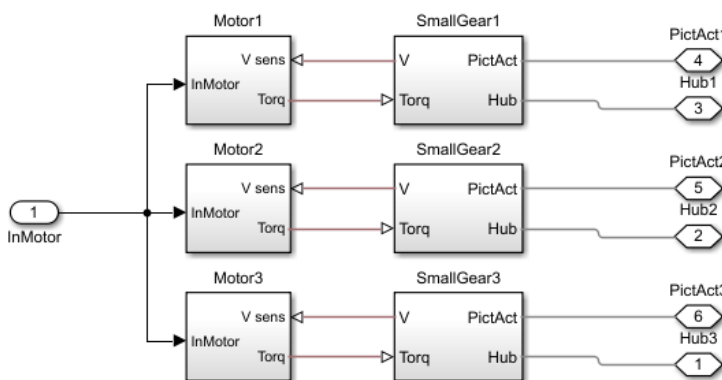 Motor1
SmallGear1
PictAct1
V sens
V
PictAct
4
InMotor
Hub1
Torq
Torq
Hub
3
Motor2
SmallGear2
PictAct2
V sens
V
PictAct
5
1
InMotor
Hub2
Torq
Torq
Hub
2
InMotor
Motor3
SmallGear3
PictAct3
V sens
V
PictAct
6
InMotor
Hub3
Torq
Torq
Hub
1